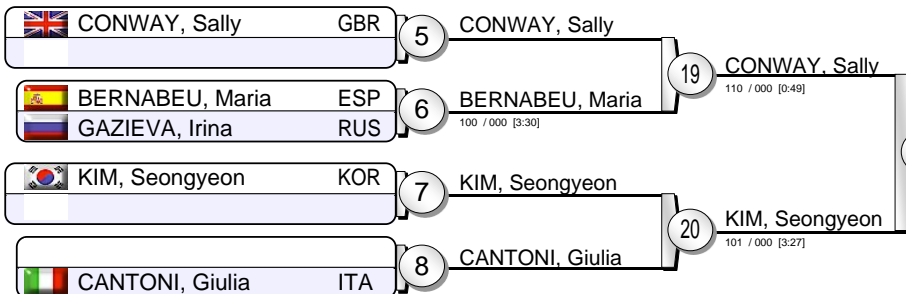 CONWAY, Sally GBR
5
CONWAY, Sally
BERNABEU, Maria ESP
GAZIEVA, Irina RUS
6
BERNABEU, Maria
100 / 000 [3:30]
19
CONWAY, Sally
110 / 000 [0:49]
KIM, Seongyeon KOR
7
KIM, Seongyeon
CANTONI, Giulia ITA
8
CANTONI, Giulia
20
KIM, Seongyeon
101 / 000 [3:27]